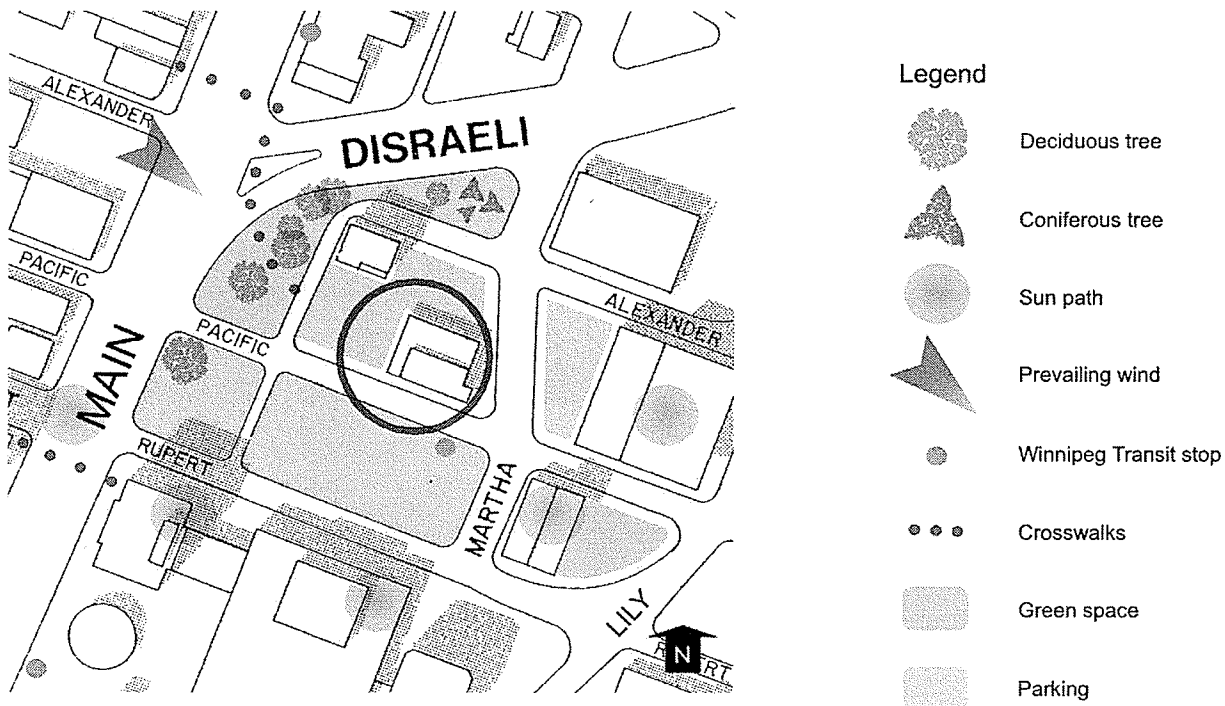 ALEXANDER
DISRAELI
PACIFIC
MAIN
PACIFIC
ALEXANDER
RUPERT
MARTHA
LILY
N
Legend
Deciduous tree
Coniferous tree
Sun path
Prevailing wind
Winnipeg Transit stop
Crosswalks
Green space
Parking